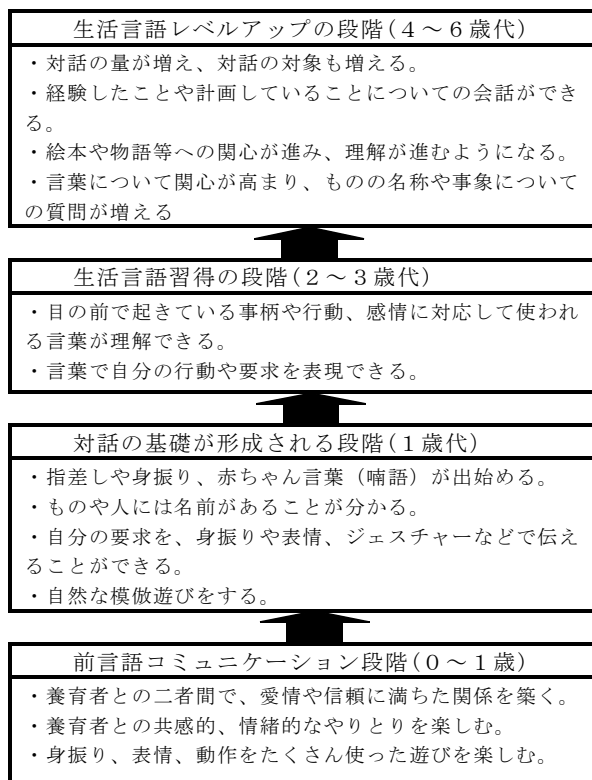 生活言語レベルアップの段階(４～６歳代)
・対話の量が増え、対話の対象も増える。
・経験したことや計画していることについての会話ができ
る。
・絵本や物語等への関心が進み、理解が進むようになる。
・言葉について関心が高まり、ものの名称や事象について
の質問が増える
生活言語習得の段階(２～３歳代)
・目の前で起きている事柄や行動、感情に対応して使われ
る言葉が理解できる。
・言葉で自分の行動や要求を表現できる。
対話の基礎が形成される段階(１歳代)
・指差しや身振り、赤ちゃん言葉（喃語）が出始める。
・ものや人には名前があることが分かる。
・自分の要求を、身振りや表情、ジェスチャーなどで伝え
ることができる。
・自然な模倣遊びをする。
前言語コミュニケーション段階(０～１歳)
・養育者との二者間で、愛情や信頼に満ちた関係を築く。
・養育者との共感的、情緒的なやりとりを楽しむ。
・身振り、表情、動作をたくさん使った遊びを楽しむ。